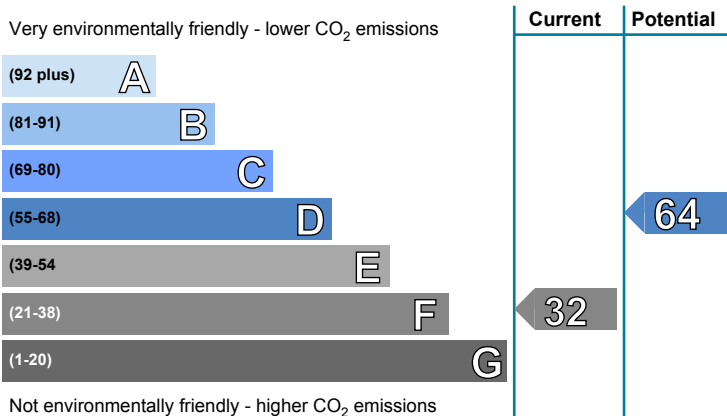 Current Potential
Very environmentally friendly - lower CO2 emissions
(92 plus) A
(81-91) B
(69-80) C
(55-68) D
64
(39-54 E
(21-38) F
32
(1-20) G
Not environmentally friendly - higher CO2 emissions